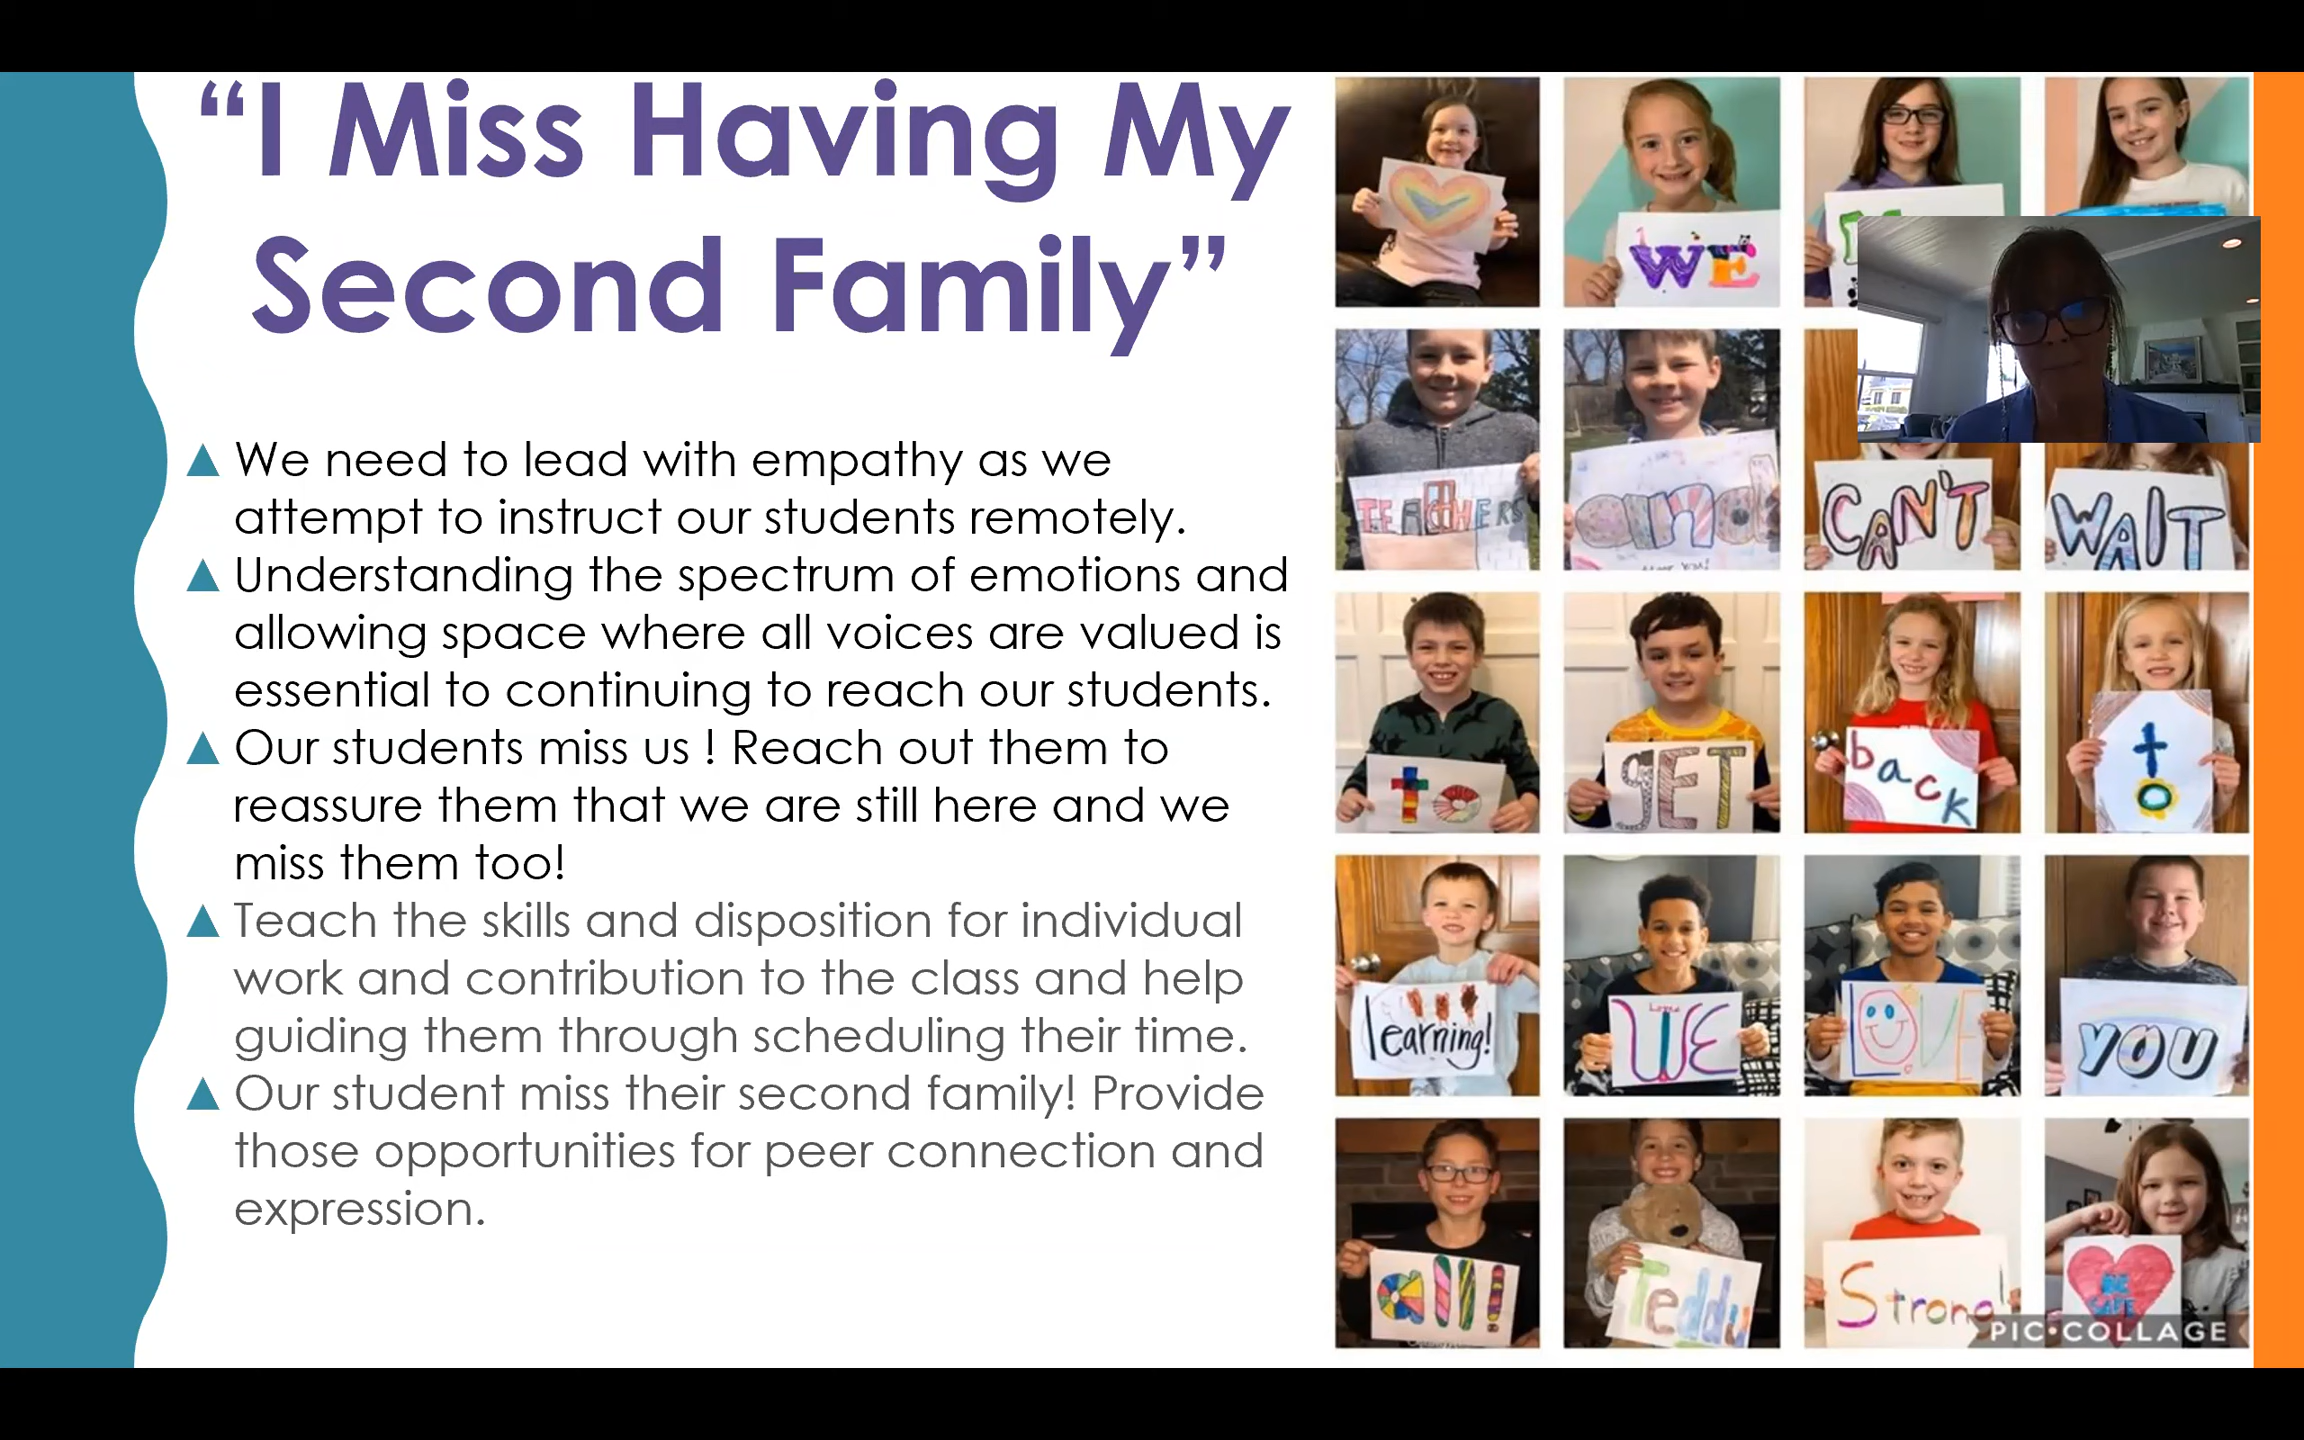 “I Miss Having My
Second Family”
We need to lead with empathy as we
attempt to instruct our students remotely.
Understanding the spectrum of emotions and
allowing space where all voices are valued is
essential to continuing to reach our students.
Our students miss us ! Reach out them to
reassure them that we are still here and we
miss them too!
Teach the skills and disposition for individual
work and contribution to the class and help
guiding them through scheduling their time.
Our student miss their second family! Provide
those opportunities for peer connection and
expression.
WE
TEACHERS
and
CAN'T
WAIT
to
gET
back
to
learning!
WE
LOVE
YOU
all!
Teddy
Strong!
BE
SAFE
PIC•COLLAGE